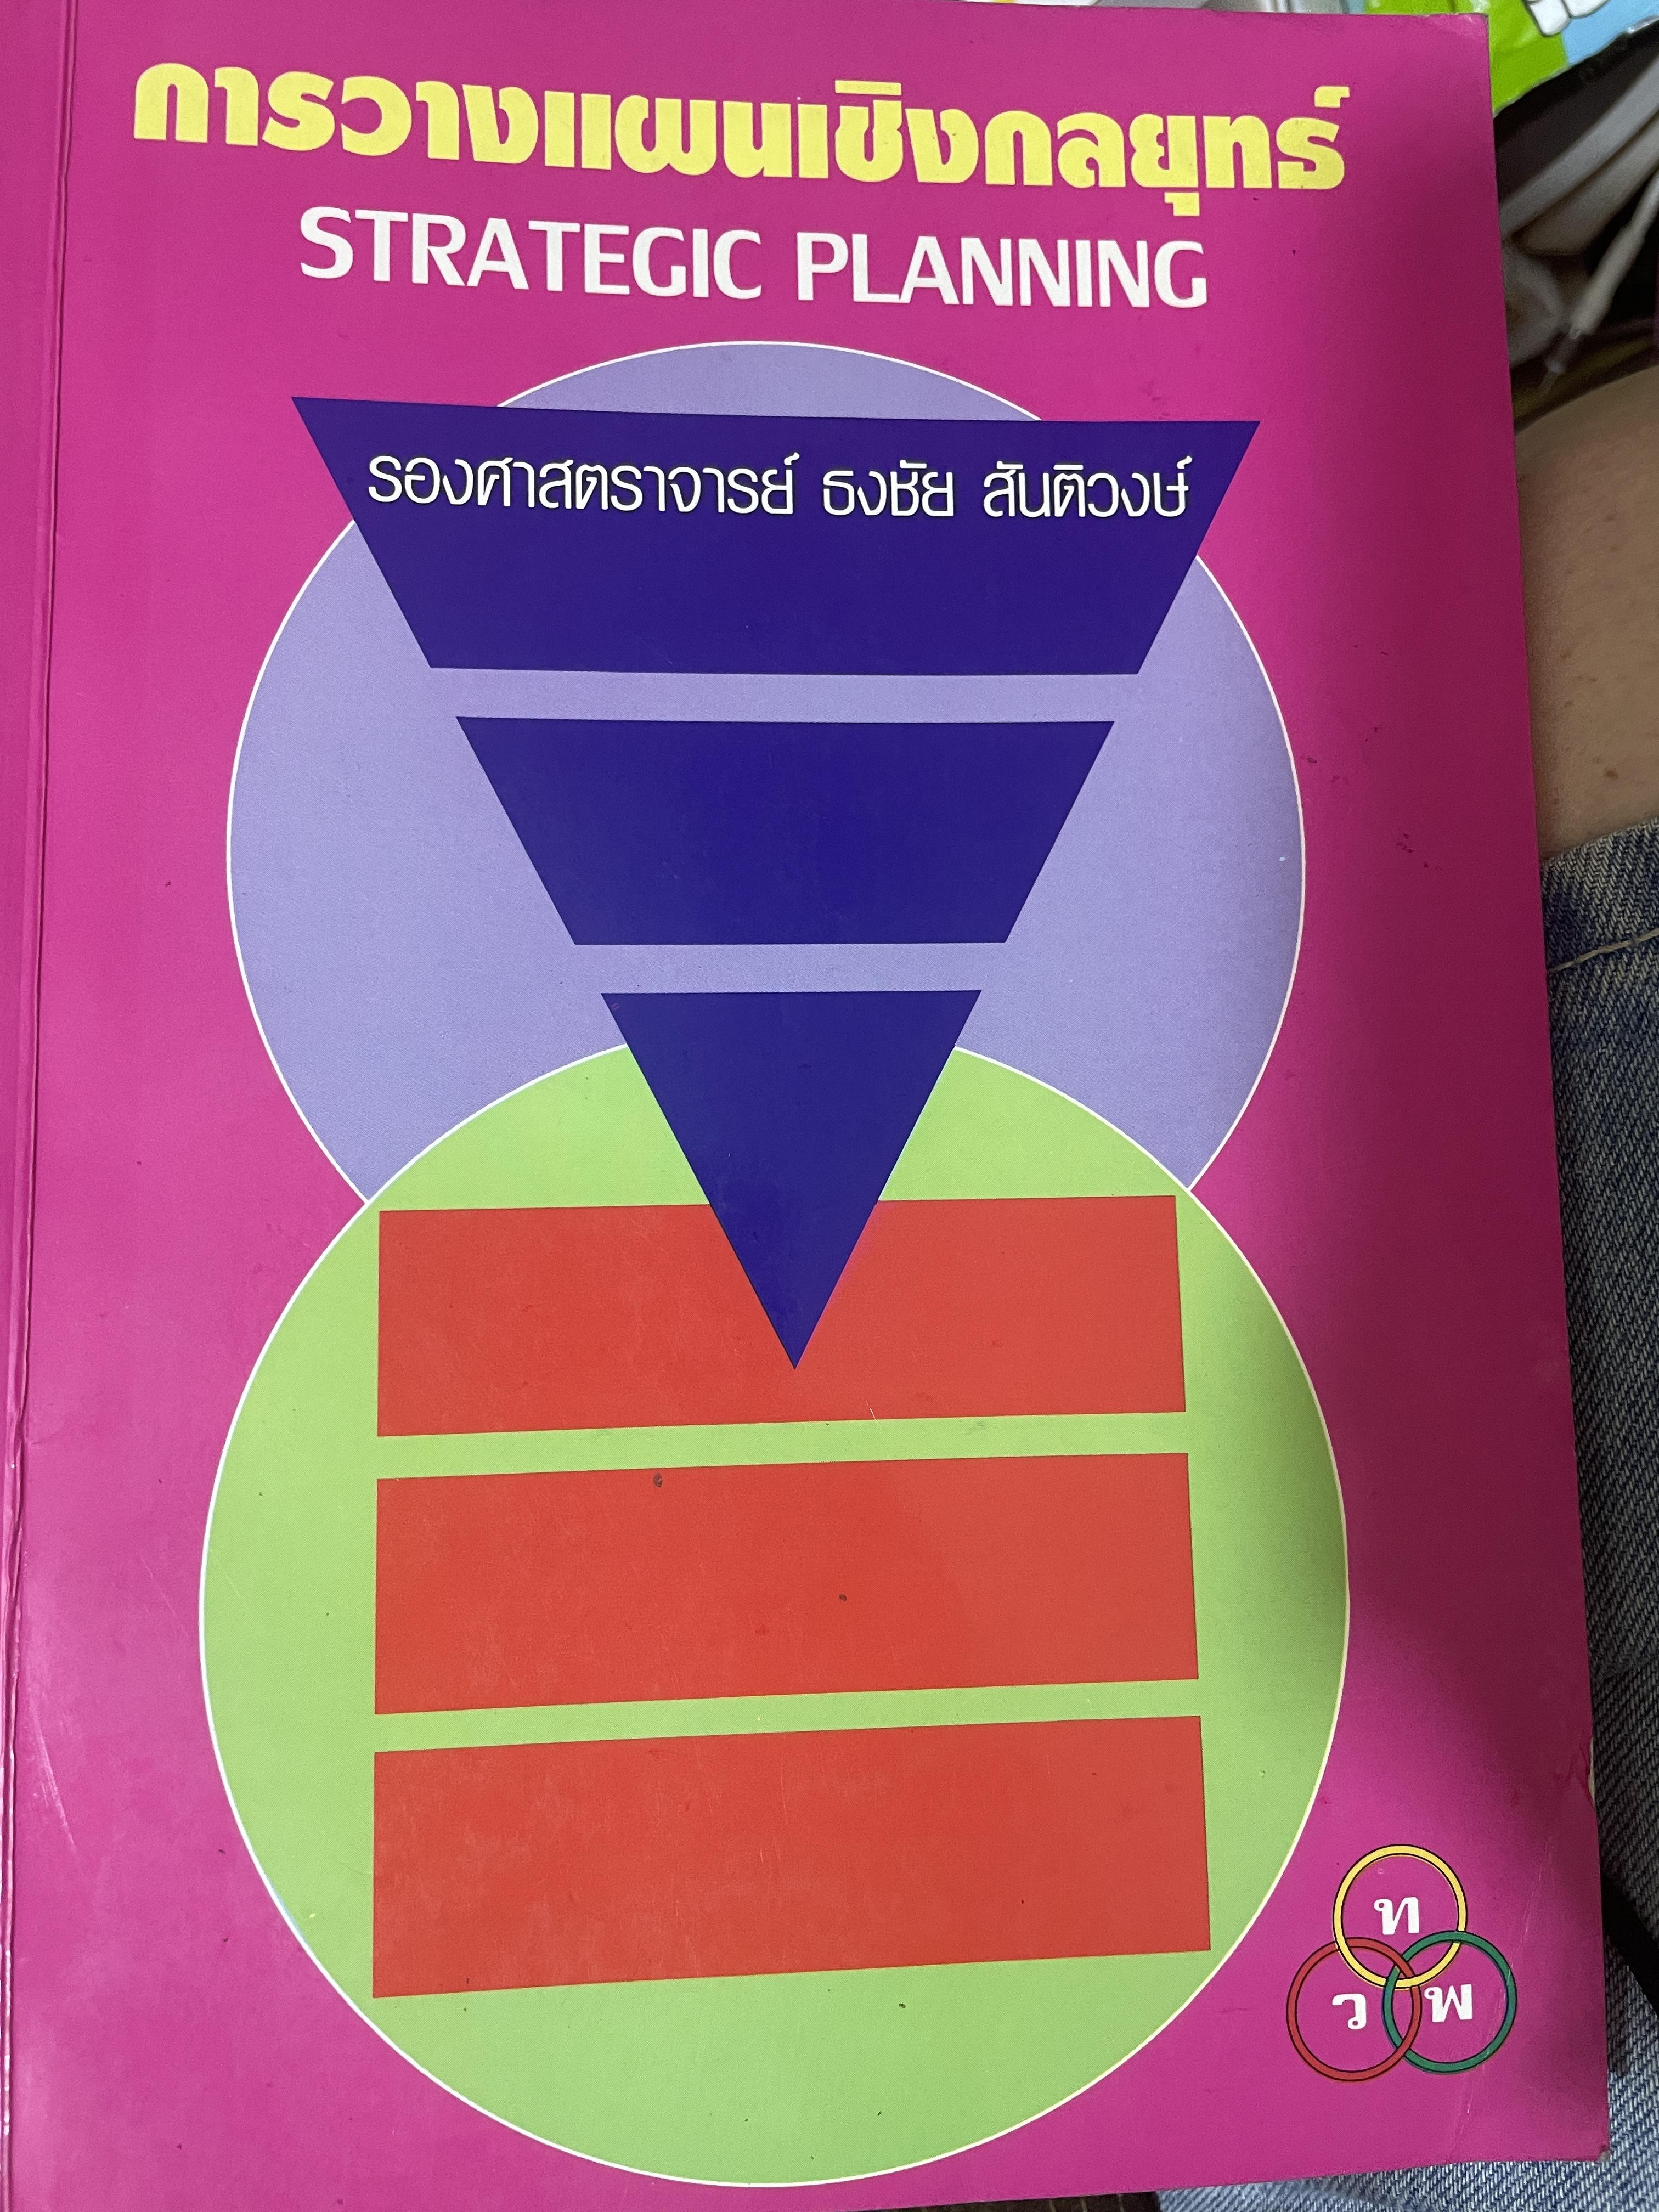 การวางแผนเชิงกลยุทธ์
STRATEGIC PLANNING
รองศาสตราจารย์ ธงชัย สันติวงษ์
ท
ว พ